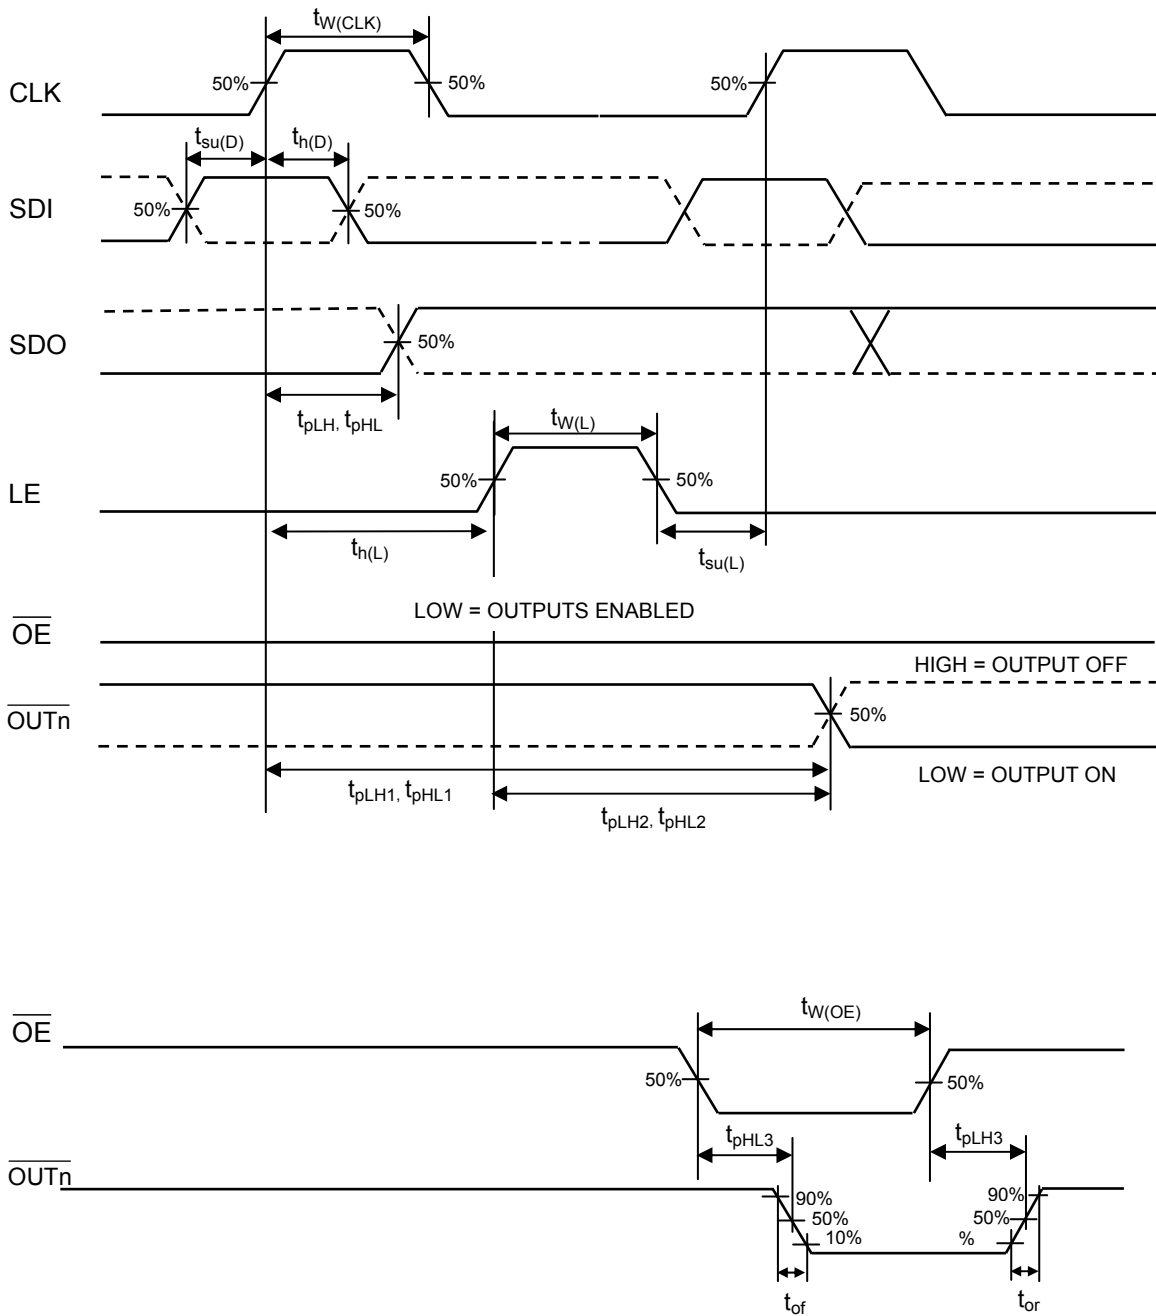 tW(CLK)
CLK
50%
50%
50%
tsu(D)
th(D)
SDI
50%
50%
SDO
50%
tpLH, tpHL
tW(L)
LE
50%
50%
th(L)
tsu(L)
LOW = OUTPUTS ENABLED
OE
HIGH = OUTPUT OFF
OUTn
50%
LOW = OUTPUT ON
tpLH1, tpHL1
tpLH2, tpHL2
OE
tW(OE)
50%
50%
tpHL3
tpLH3
OUTn
90%
90%
50%
50%
10%
%
tof
tor